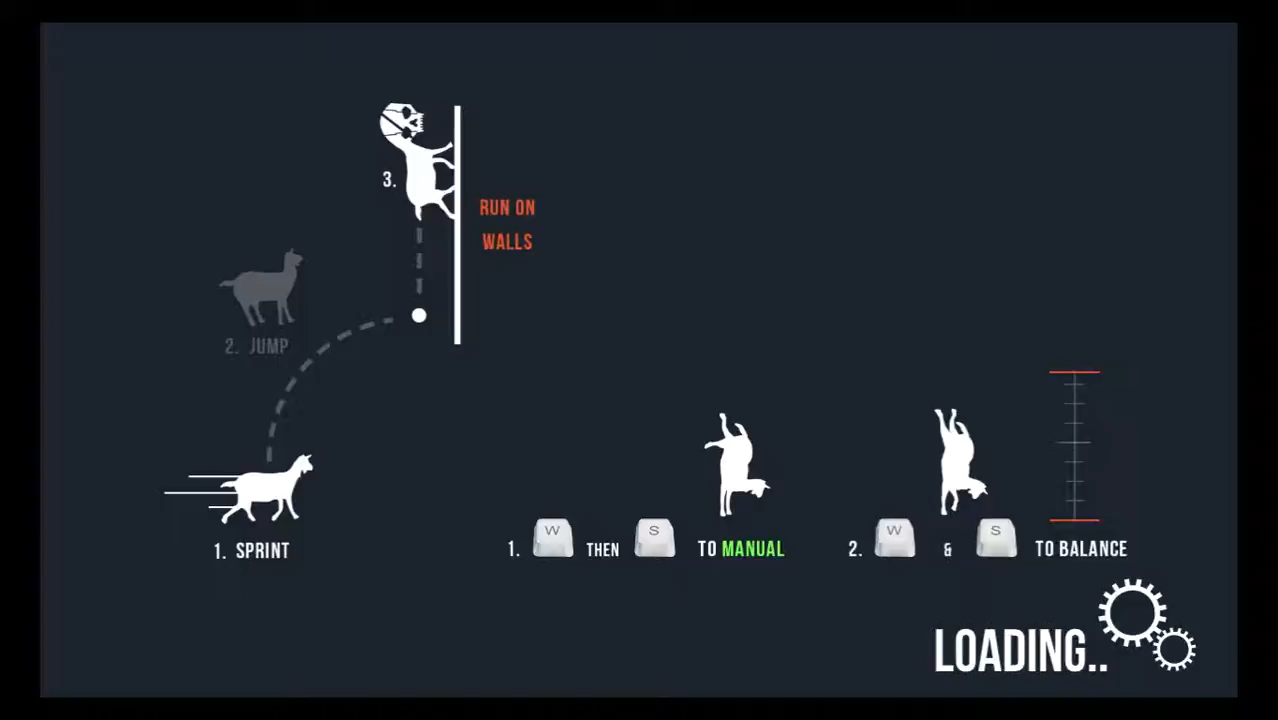 3.
RUN ON
WALLS
2. JUMP
1. SPRINT
1. W THEN S TO MANUAL
2. W & S TO BALANCE
LOADING..